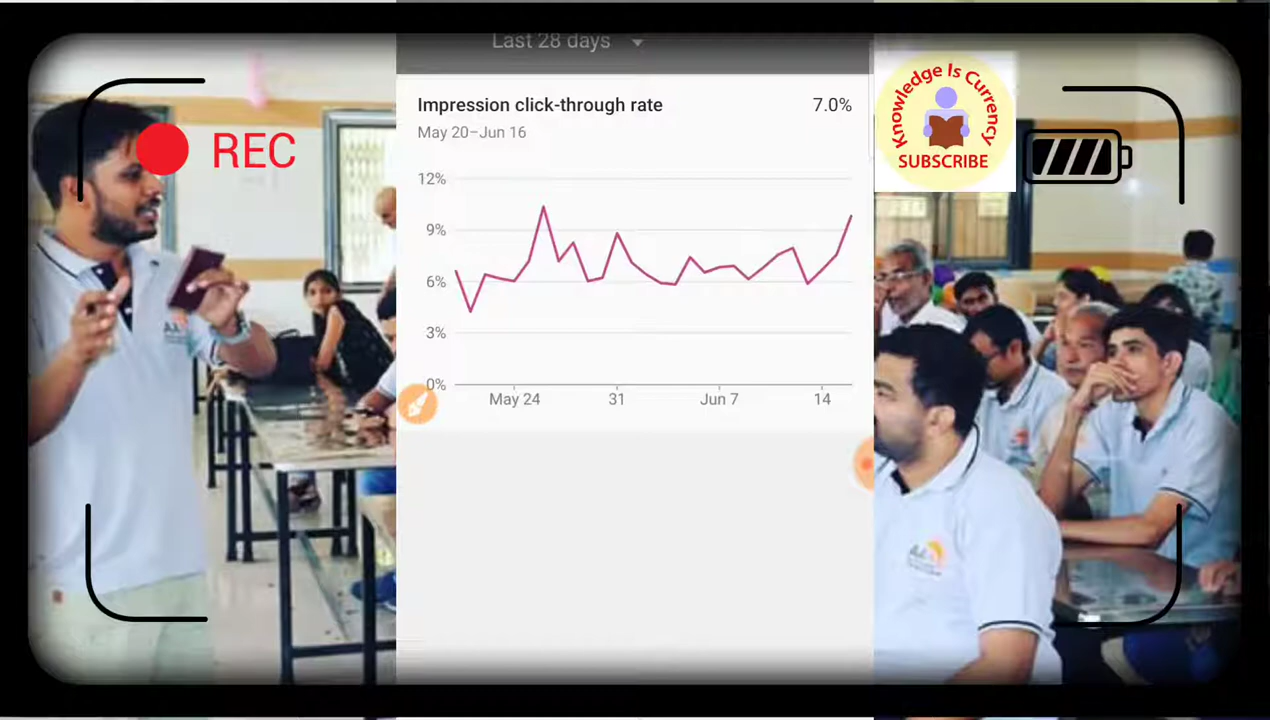 Last 28 days
REC
Impression click-through rate
7.0%
May 20–Jun 16
12%
9%
6%
3%
0%
May 24
31
Jun 7
14
Knowledge Is Currency
SUBSCRIBE